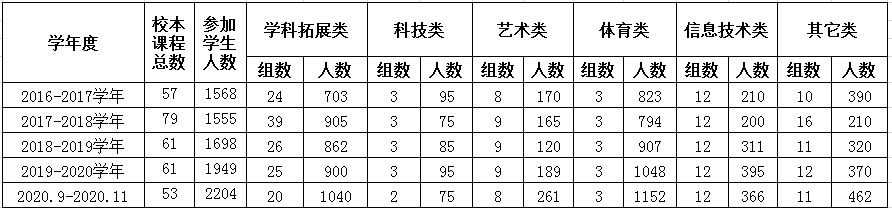 学年度 校本课程总数 参加学生人数 学科拓展类 科技类 艺术类 体育类 信息技术类 其它类
组数 人数 组数 人数 组数 人数 组数 人数 组数 人数 组数 人数
2016-2017学年 57 1568 24 703 3 95 8 170 3 823 12 210 10 390
2017-2018学年 79 1555 39 905 3 75 9 165 3 794 12 200 16 210
2018-2019学年 61 1698 26 862 3 85 9 120 3 907 12 311 11 320
2019-2020学年 61 1949 25 900 3 95 9 189 3 1048 12 395 12 370
2020.9-2020.11 53 2204 20 1040 2 75 8 261 3 1152 12 366 11 462